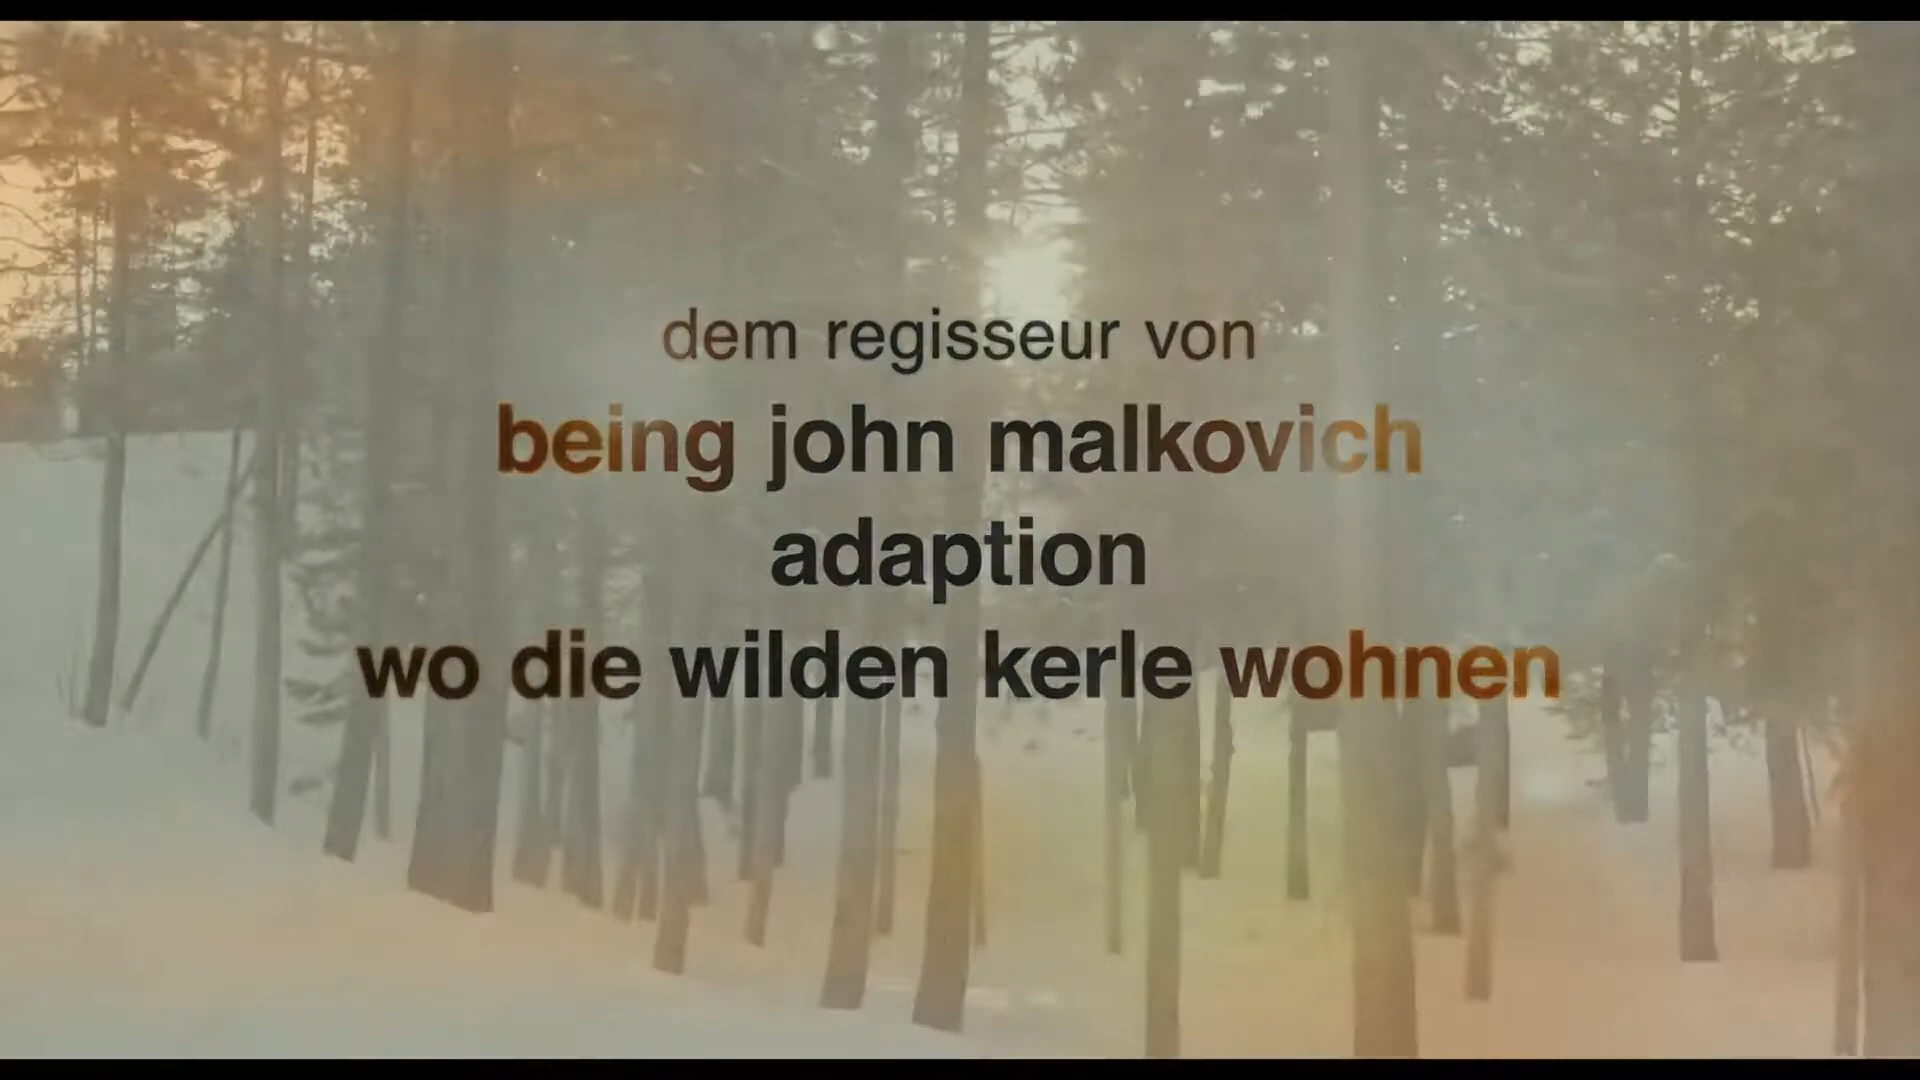 dem regisseur von
being john malkovich
adaption
wo die wilden kerle wohnen